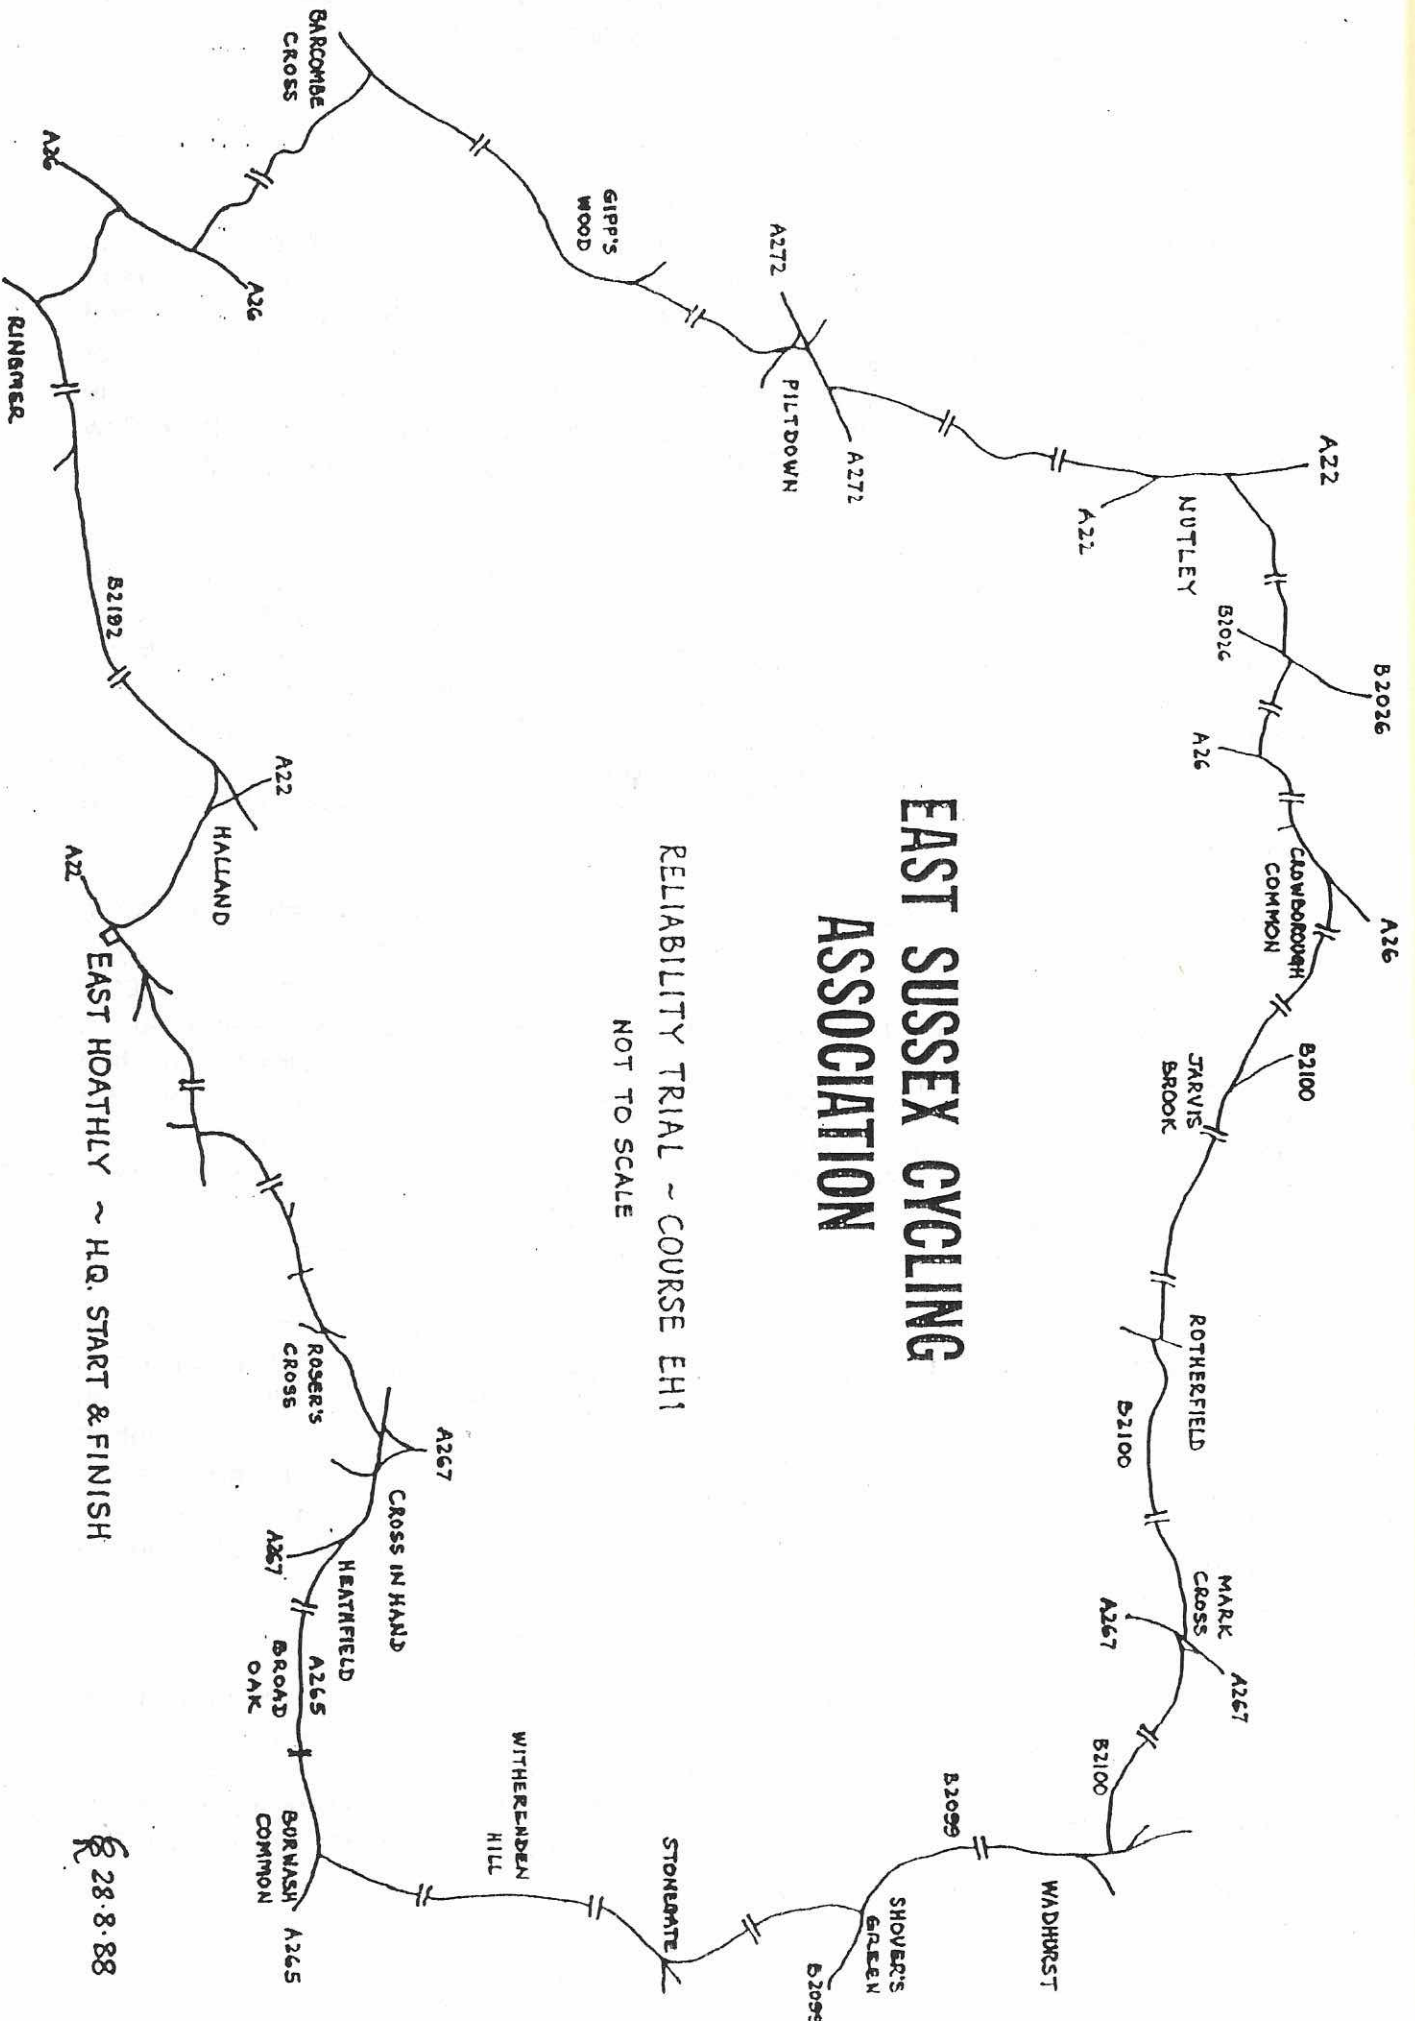 EAST SUSSEX CYCLING
ASSOCIATION
RELIABILITY TRIAL ~ COURSE EH1
NOT TO SCALE
A22
B2026
B2026
A26
A26
CROWBOROUGH
COMMON
B2100
JARVIS
BROOK
ROTHERFIELD
B2100
MARK
CROSS
A267
A267
B2100
WADHURST
NUTLEY
A22
B2099
SHOVER'S
GREEN
B2099
A272
A272
PILTDOWN
STONEGATE
GIPP'S
WOOD
WITHERENDEN
HILL
BARCOMBE
CROSS
A267
CROSS IN HAND
HEATHFIELD
A267
ROSER'S
CROSS
A265
BROAD
OAK
BURWASH
COMMON
A265
A26
A26
A22
HALLAND
RINGMER
B2192
A22
EAST HOATHLY ~ H.Q. START & FINISH
28.8.88